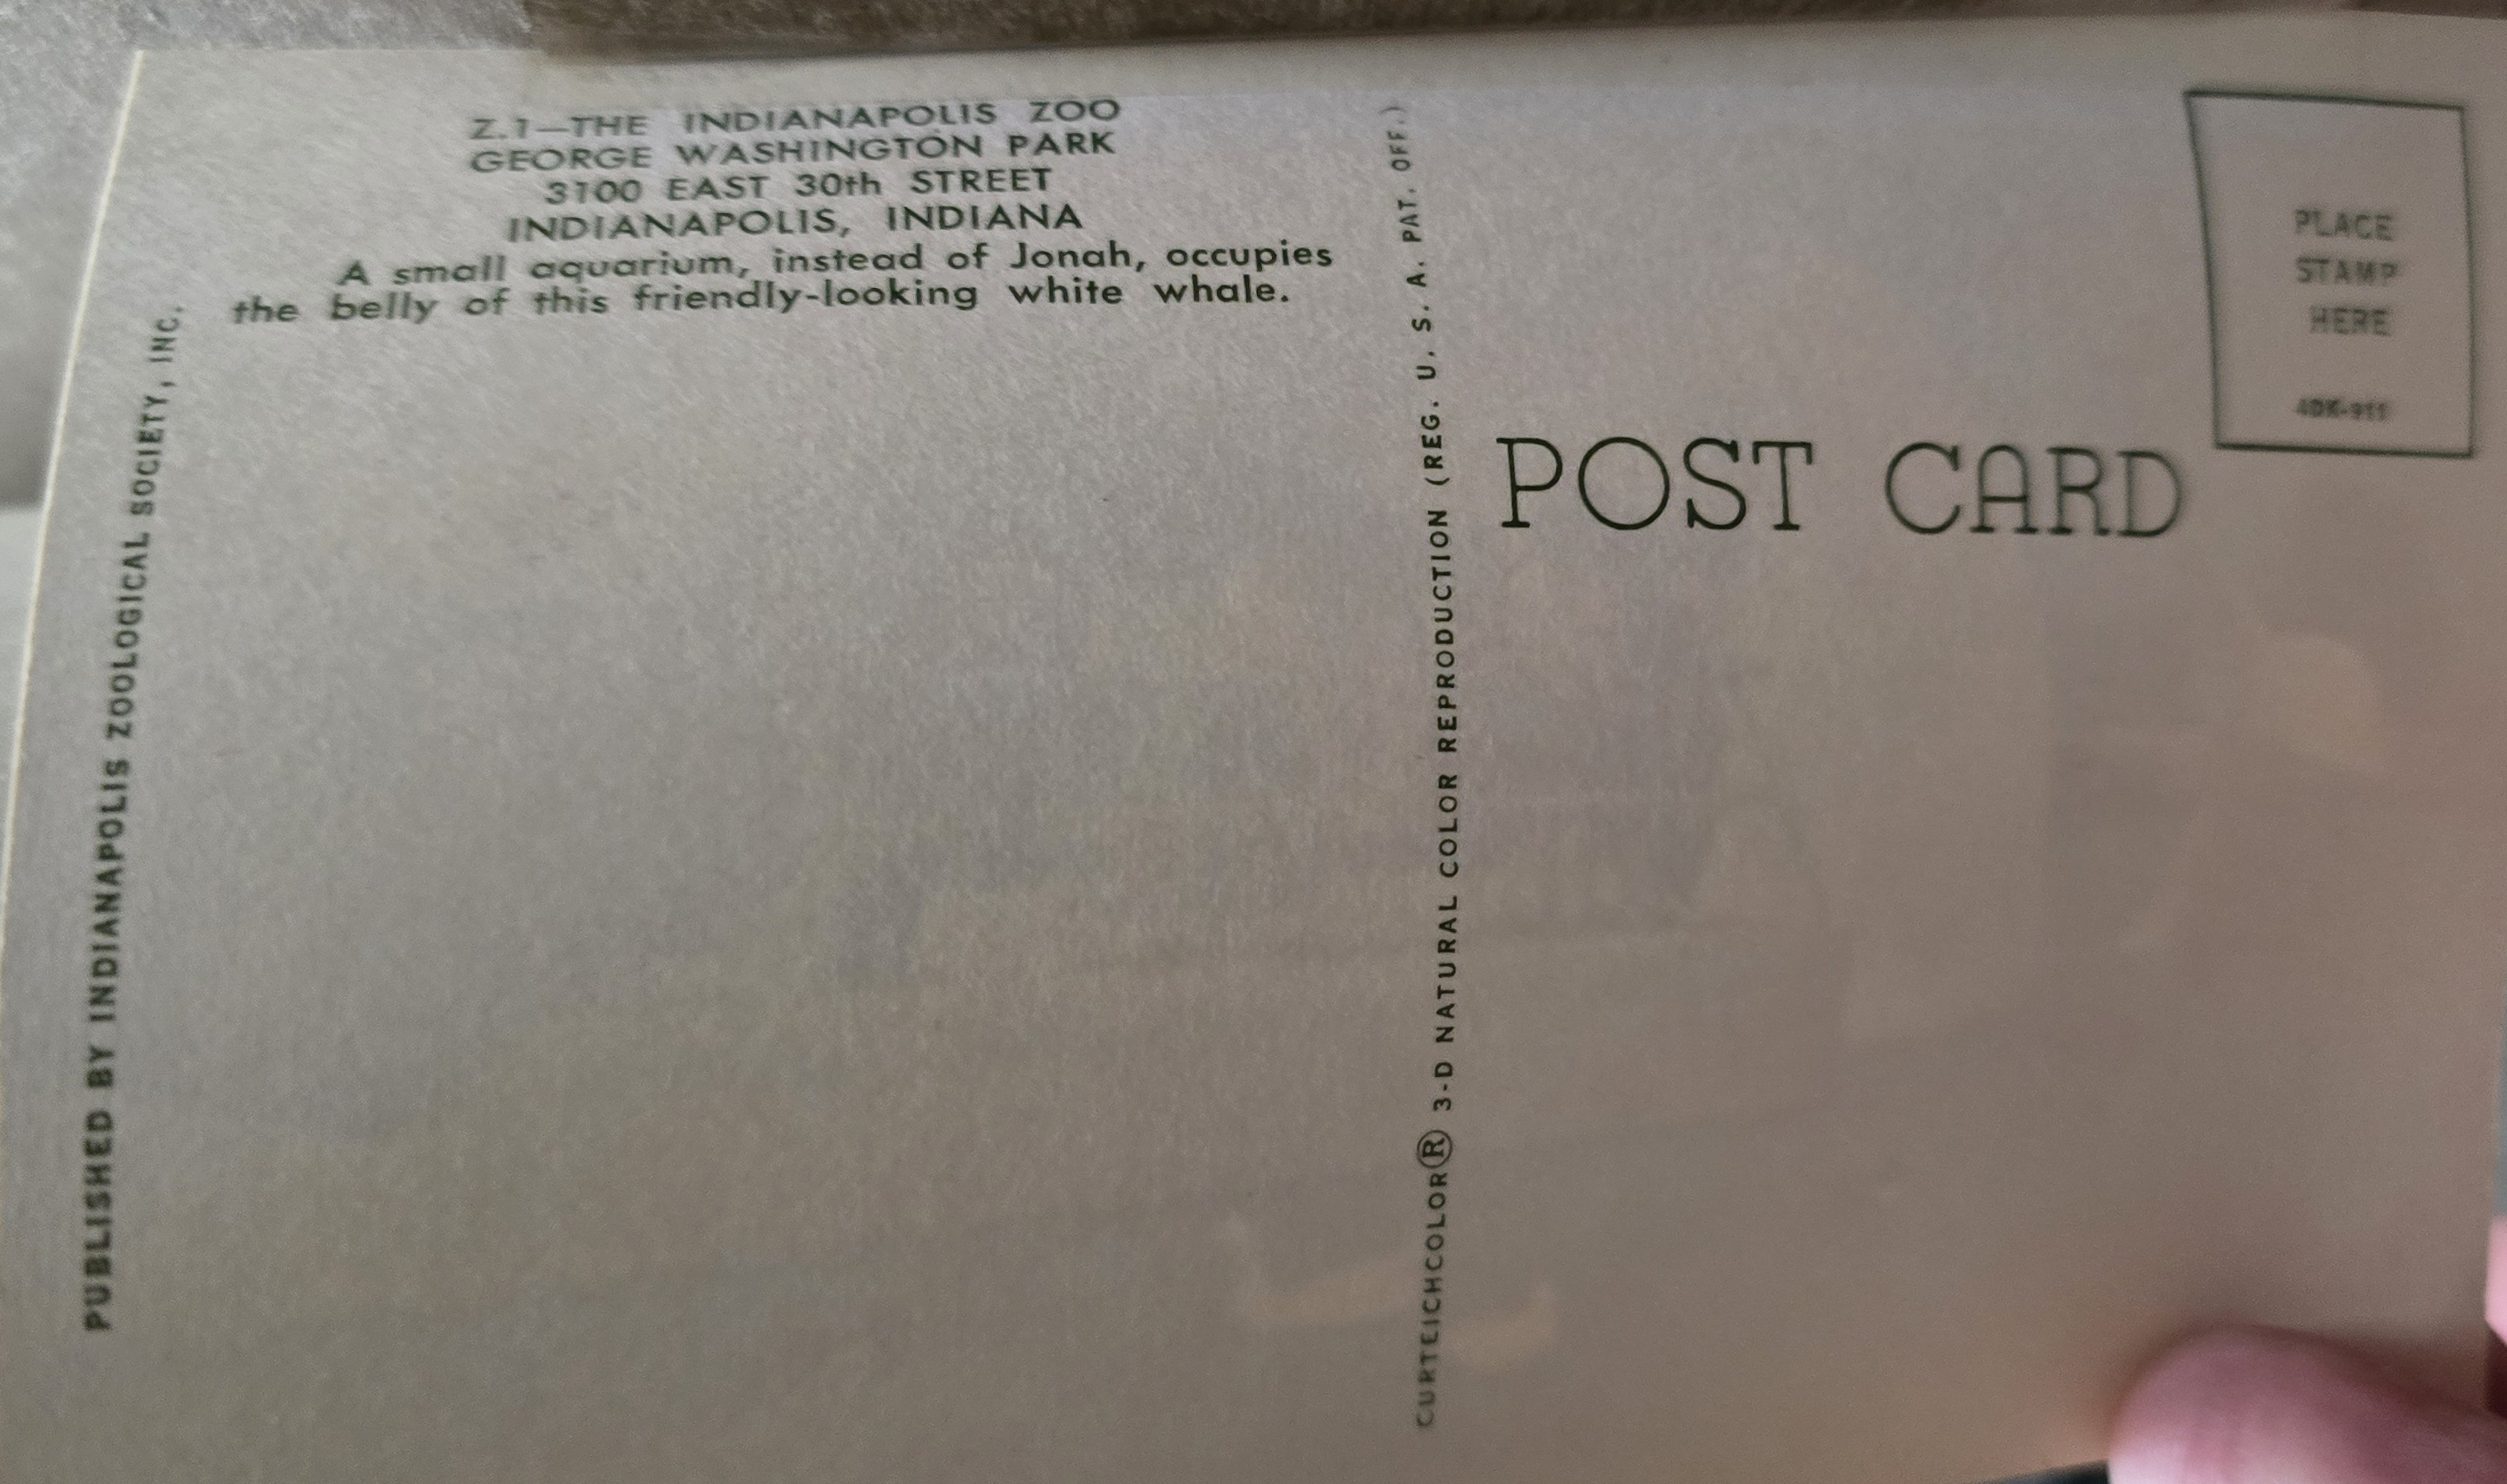 Z.1—THE INDIANAPOLIS ZOO
GEORGE WASHINGTON PARK
3100 EAST 30th STREET
INDIANAPOLIS, INDIANA
A small aquarium, instead of Jonah, occupies
the belly of this friendly-looking white whale.
PUBLISHED BY INDIANAPOLIS ZOOLOGICAL SOCIETY, INC.
CURTEICHCOLOR® 3-D NATURAL COLOR REPRODUCTION (REG. U. S. A. PAT. OFF.)
POST CARD
PLACE
STAMP
HERE